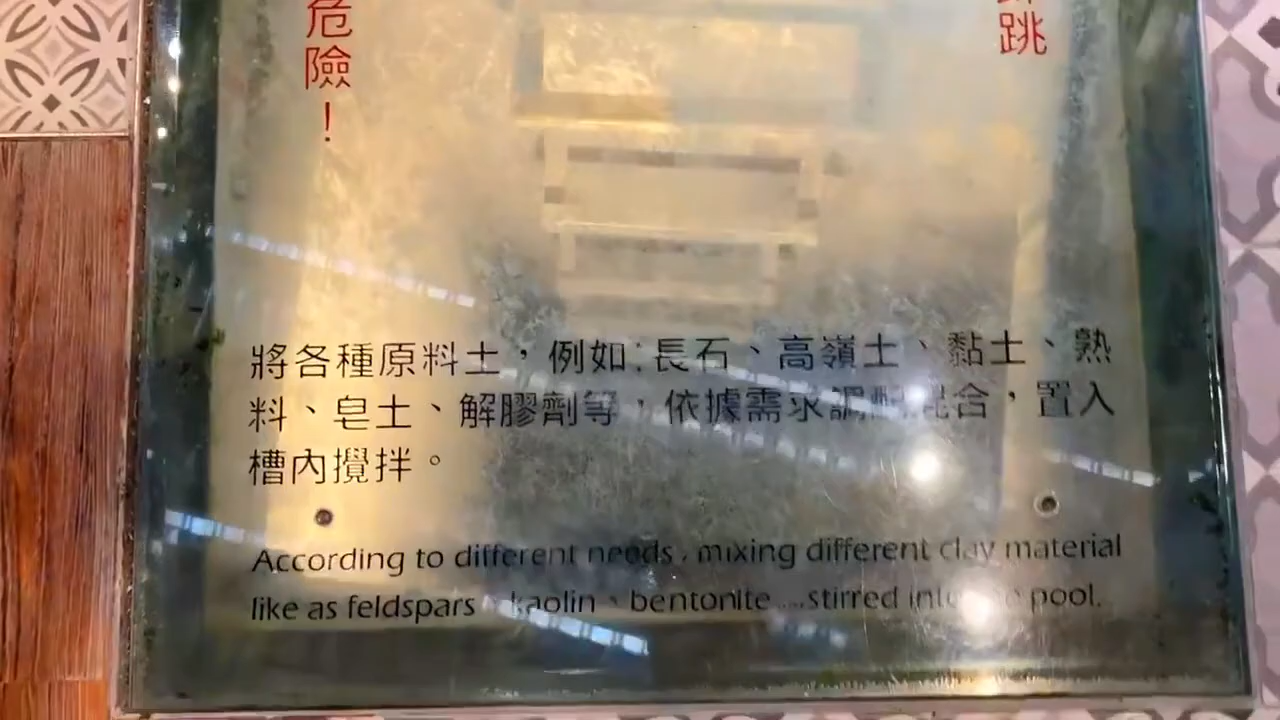 跳
危險！
將各種原料土，例如:長石、高嶺土、黏土、熟
料、皂土、解膠劑等，依據需求調配混合，置入
槽內攪拌。
According to different needs , mixing different clay material
like as feldspars 、 kaolin 、 bentonite ....stirred into the pool.